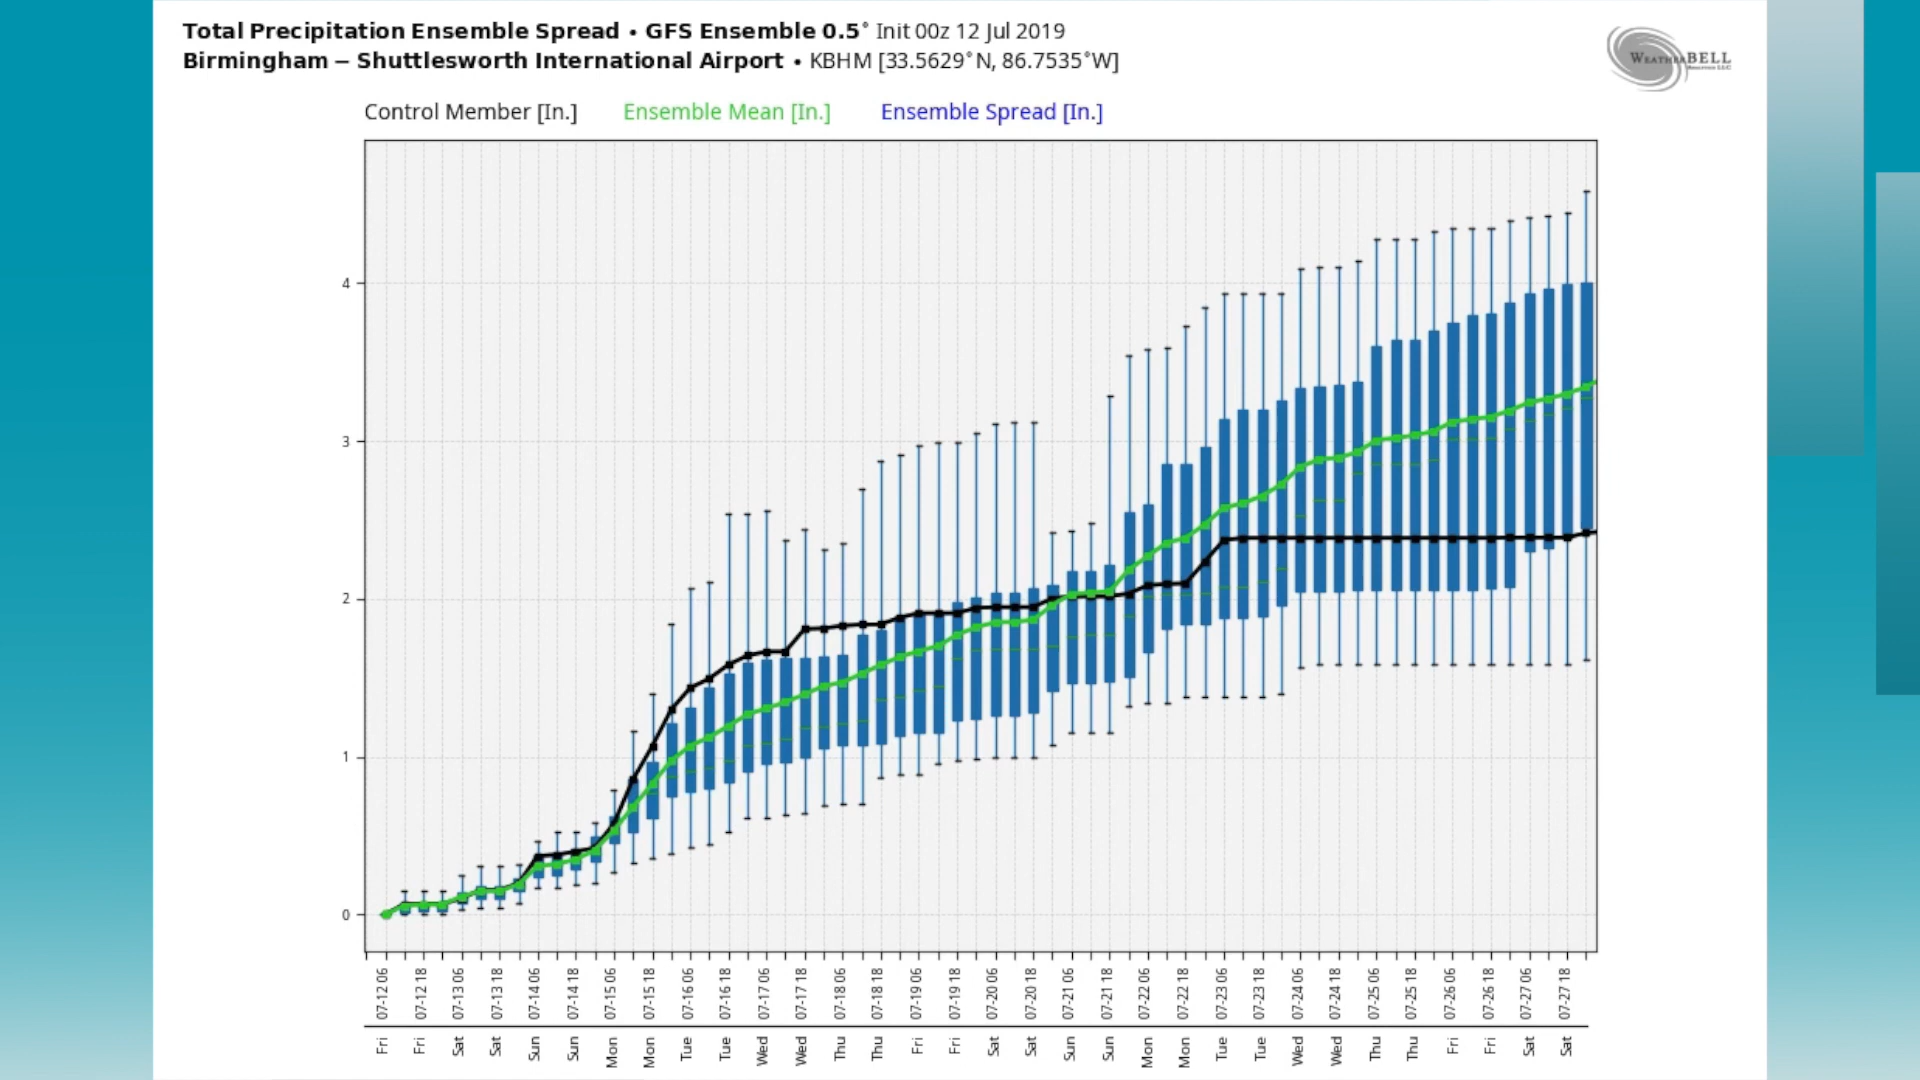 Total Precipitation Ensemble Spread • GFS Ensemble 0.5° Init 00z 12 Jul 2019
Birmingham – Shuttlesworth International Airport • KBHM [33.5629°N, 86.7535°W]
WEATHERBELL
Control Member [In.] Ensemble Mean [In.] Ensemble Spread [In.]
4
3
2
1
0
07-12 06 07-12 18 07-13 06 07-13 18 07-14 06 07-14 18 07-15 06 07-15 18 07-16 06 07-16 18 07-17 06 07-17 18 07-18 06 07-18 18 07-19 06 07-19 18 07-20 06 07-20 18 07-21 06 07-21 18 07-22 06 07-22 18 07-23 06 07-23 18 07-24 06 07-24 18 07-25 06 07-25 18 07-26 06 07-26 18 07-27 06 07-27 18
Fri Fri Sat Sat Sun Sun Mon Mon Tue Tue Wed Wed Thu Thu Fri Fri Sat Sat Sun Sun Mon Mon Tue Tue Wed Wed Thu Thu Fri Fri Sat Sat